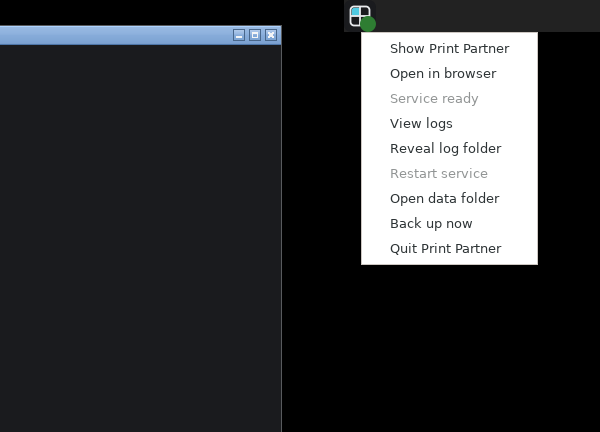 Show Print Partner
Open in browser
Service ready
View logs
Reveal log folder
Restart service
Open data folder
Back up now
Quit Print Partner